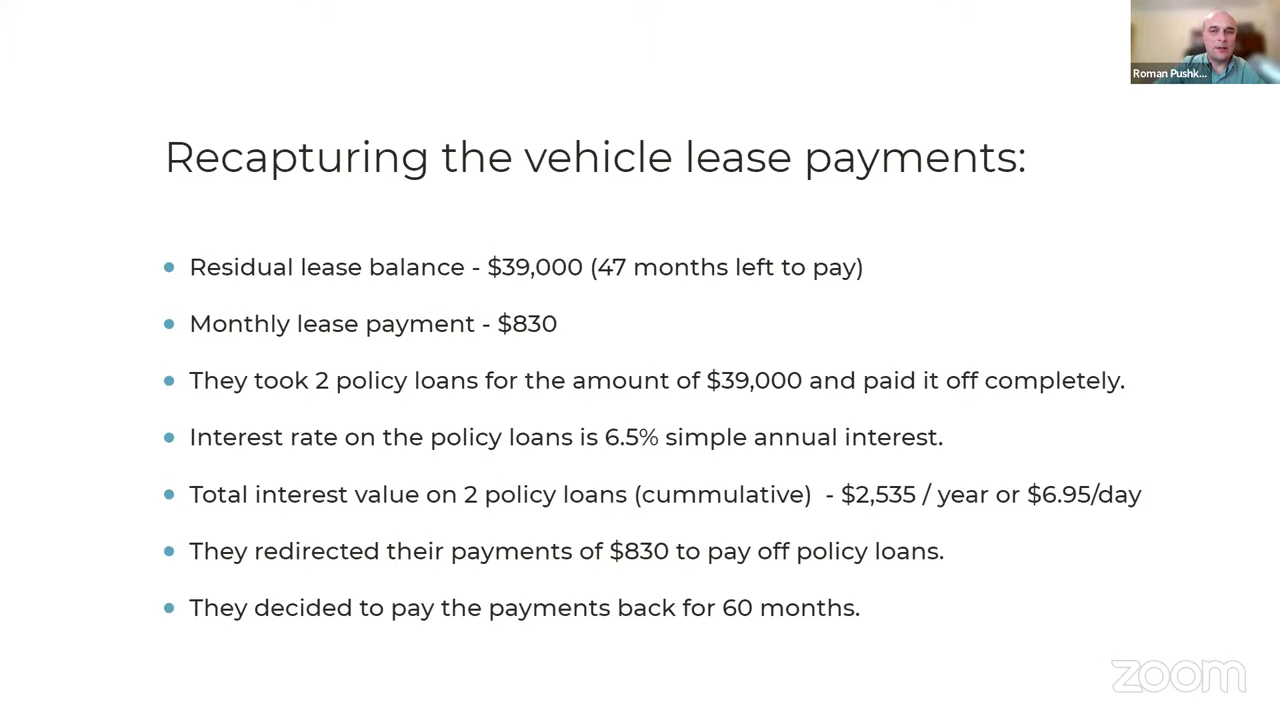 Roman Pushk...
Recapturing the vehicle lease payments:
Residual lease balance - $39,000 (47 months left to pay)
Monthly lease payment - $830
They took 2 policy loans for the amount of $39,000 and paid it off completely.
Interest rate on the policy loans is 6.5% simple annual interest.
Total interest value on 2 policy loans (cummulative)  - $2,535 / year or $6.95/day
They redirected their payments of $830 to pay off policy loans.
They decided to pay the payments back for 60 months.
zoom